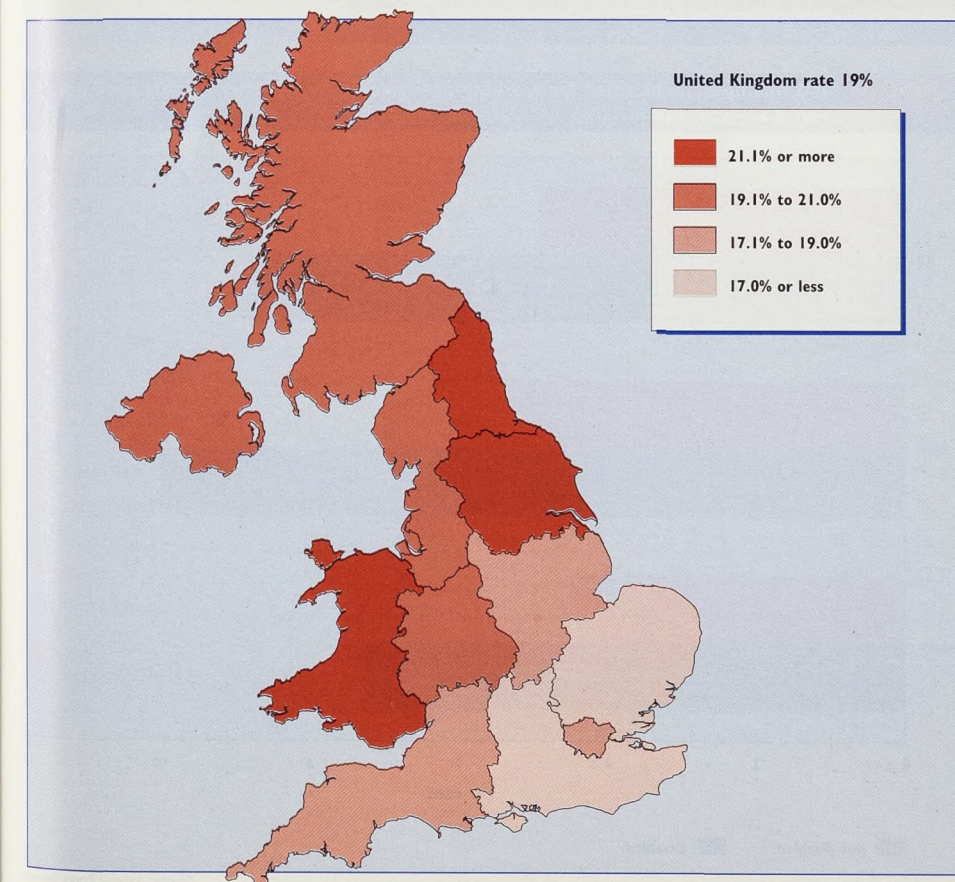 United Kingdom rate 19%
21.1% or more
19.1% to 21.0%
17.1% to 19.0%
17.0% or less